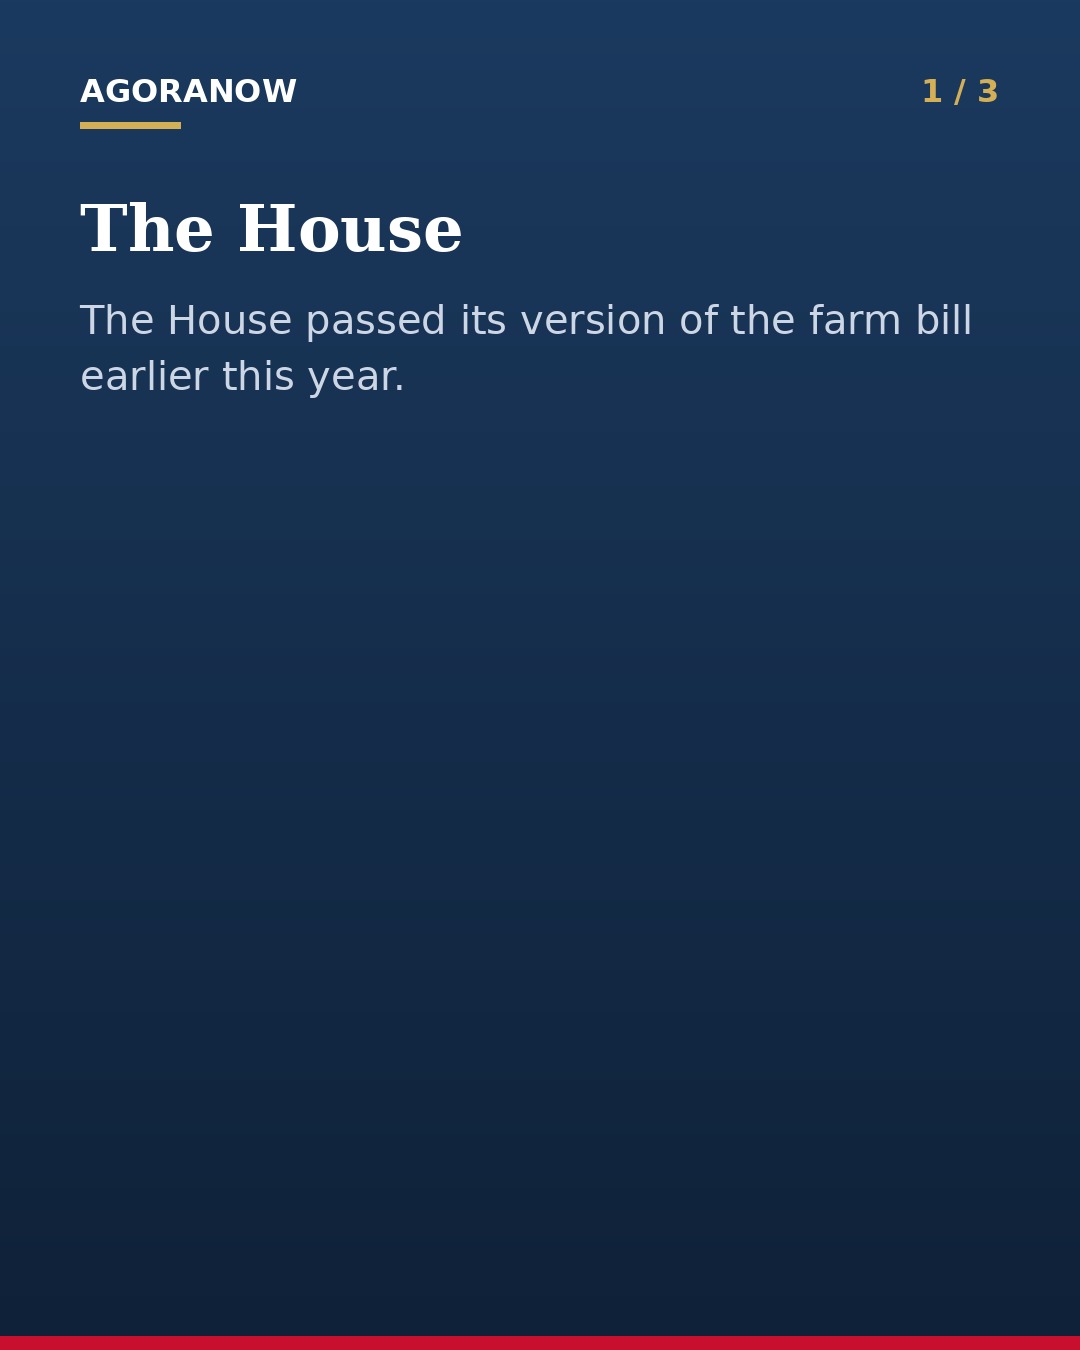 AGORANOW
1 / 3
The House
The House passed its version of the farm bill
earlier this year.